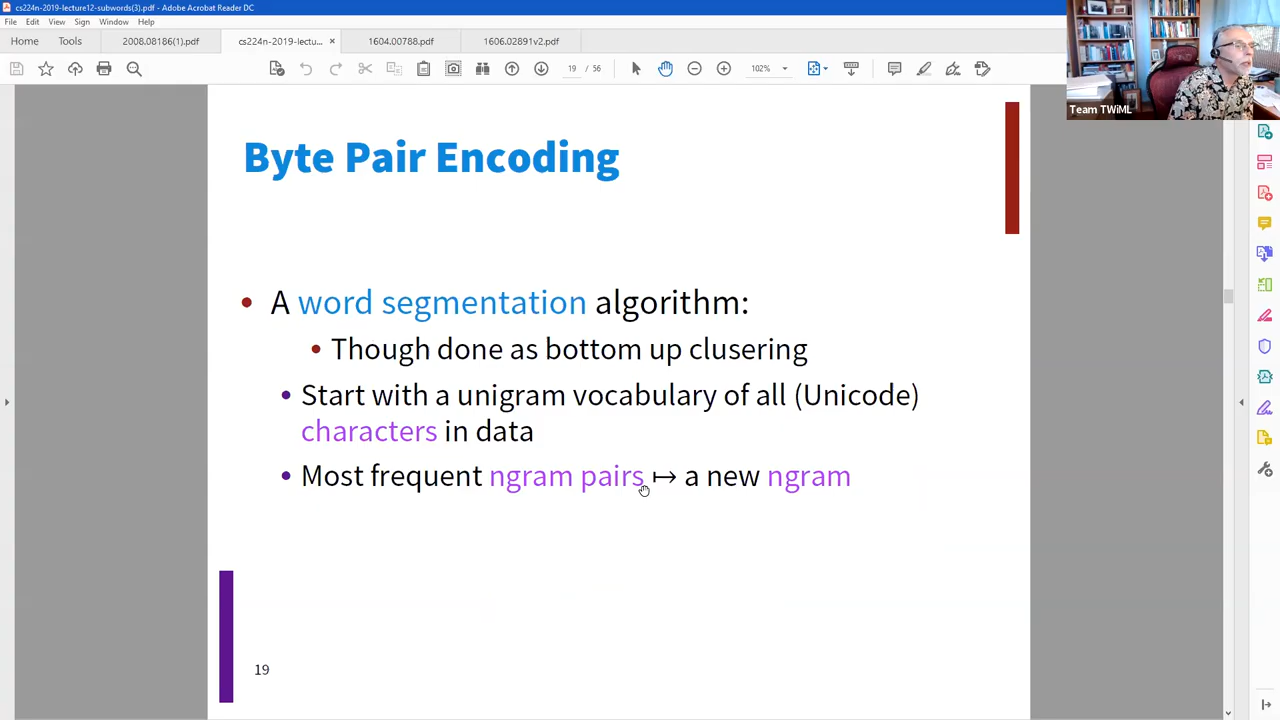 cs224n-2019-lecture12-subwords(3).pdf - Adobe Acrobat Reader DC
File Edit View Sign Window Help
Home Tools 2008.08186(1).pdf cs224n-2019-lectu... × 1604.00788.pdf 1606.02891v2.pdf
19 / 56 102%
Team TWiML
Byte Pair Encoding
• A word segmentation algorithm:
• Though done as bottom up clusering
• Start with a unigram vocabulary of all (Unicode)
characters in data
• Most frequent ngram pairs ↦ a new ngram
19